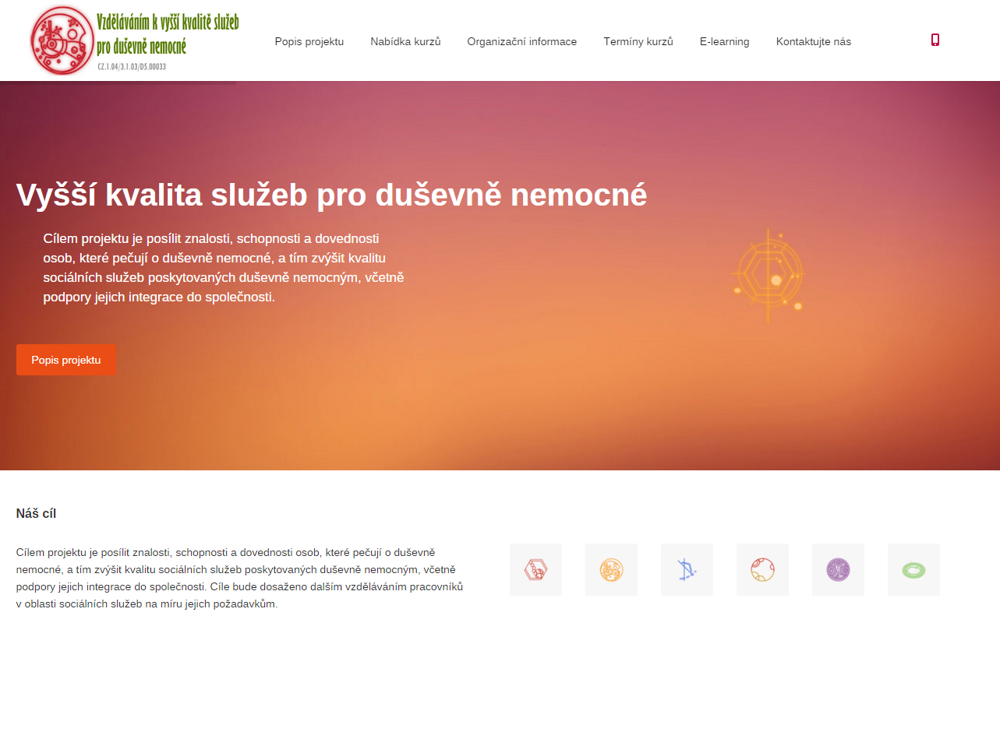 Vzděláváním k vyšší kvalitě služeb
pro duševně nemocné
CZ.1.04/3.1.03/D5.00033
Popis projektu
Nabídka kurzů
Organizační informace
Termíny kurzů
E-learning
Kontaktujte nás
Vyšší kvalita služeb pro duševně nemocné
Cílem projektu je posílit znalosti, schopnosti a dovednosti
osob, které pečují o duševně nemocné, a tím zvýšit kvalitu
sociálních služeb poskytovaných duševně nemocným, včetně
podpory jejich integrace do společnosti.
Popis projektu
Náš cíl
Cílem projektu je posílit znalosti, schopnosti a dovednosti osob, které pečují o duševně
nemocné, a tím zvýšit kvalitu sociálních služeb poskytovaných duševně nemocným, včetně
podpory jejich integrace do společnosti. Cíle bude dosaženo dalším vzděláváním pracovníků
v oblasti sociálních služeb na míru jejich požadavkům.